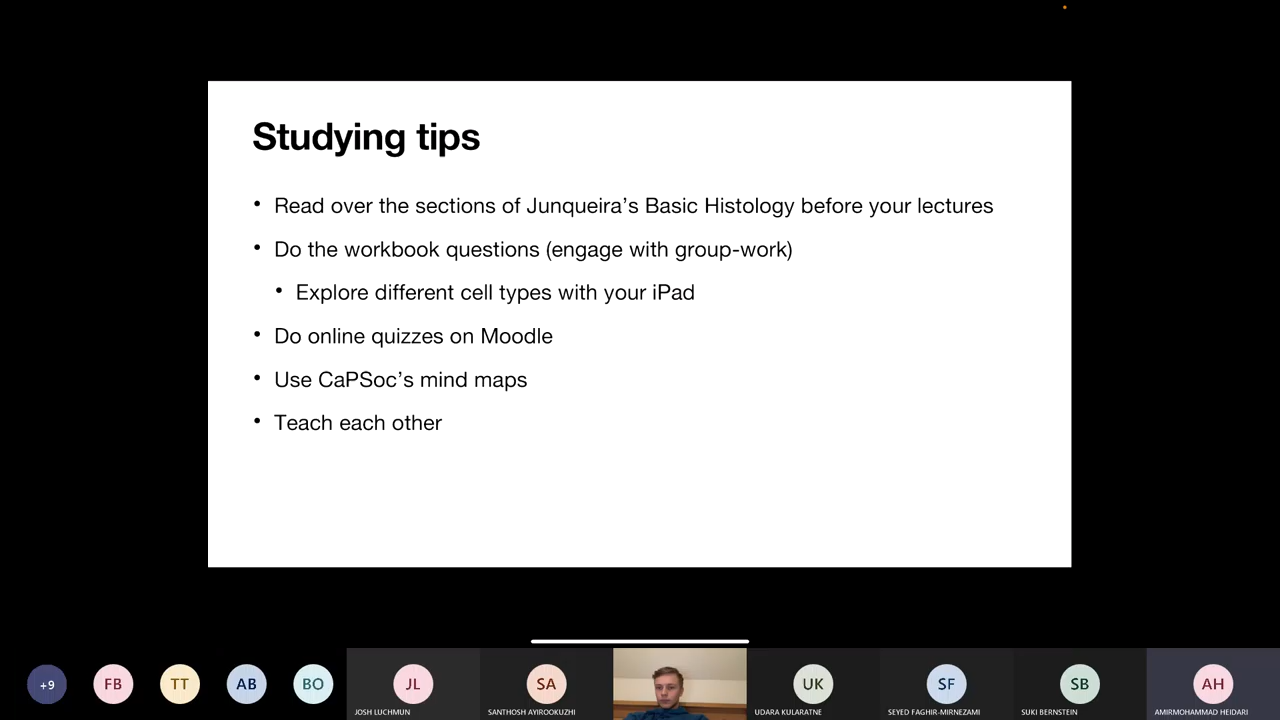 Studying tips
• Read over the sections of Junqueira’s Basic Histology before your lectures
• Do the workbook questions (engage with group-work)
• Explore different cell types with your iPad
• Do online quizzes on Moodle
• Use CaPSoc’s mind maps
• Teach each other
+9
FB
TT
AB
BO
JL
SA
UK
SF
SB
AH
JOSH LUCHMUN
SANTHOSH AYIROOKUZHI
UDARA KULARATNE
SEYED FAGHIR-MIRNEZAMI
SUKI BERNSTEIN
AMIRMOHAMMAD HEIDARI